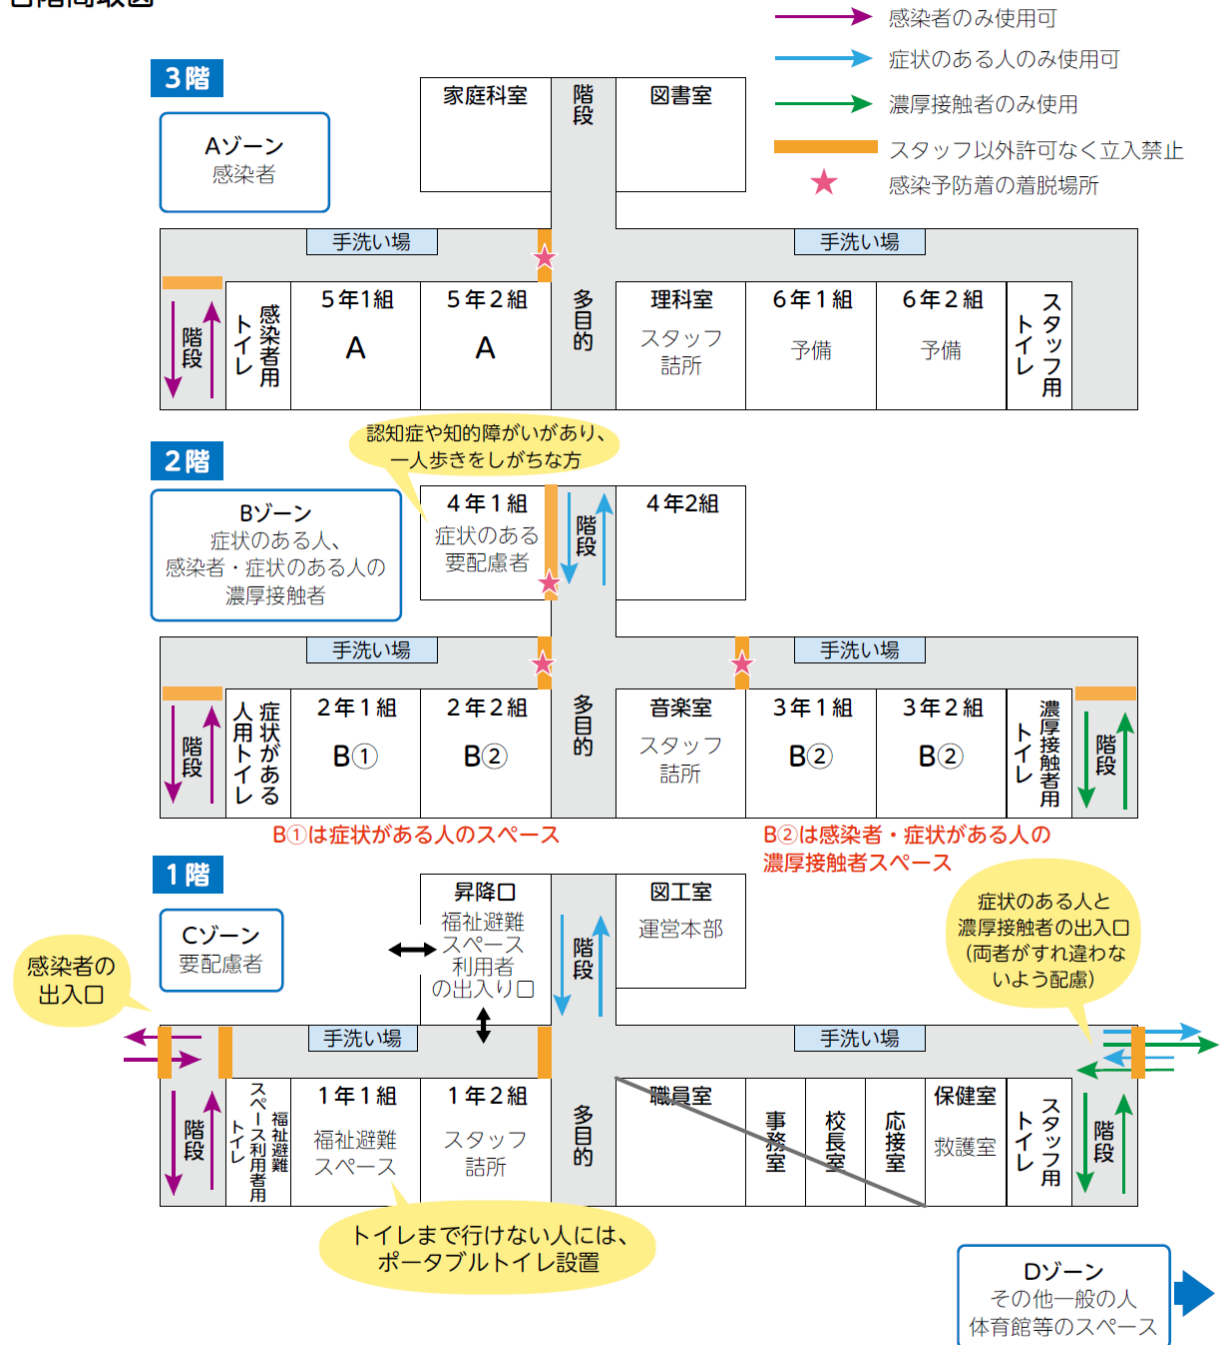 感染者のみ使用可
症状のある人のみ使用可
濃厚接触者のみ使用
スタッフ以外許可なく立入禁止
感染予防着の着脱場所
3階
Aゾーン
感染者
家庭科室
階段
図書室
手洗い場
手洗い場
階段
感染者用
トイレ
5年1組
A
5年2組
A
多目的
理科室
スタッフ
詰所
6年1組
予備
6年2組
予備
スタッフ用
トイレ
認知症や知的障がいがあり、
一人歩きをしがちな方
2階
Bゾーン
症状のある人、
感染者・症状のある人の
濃厚接触者
4年1組
症状のある
要配慮者
階段
4年2組
手洗い場
手洗い場
階段
症状がある
人用トイレ
2年1組
B①
2年2組
B②
多目的
音楽室
スタッフ
詰所
3年1組
B②
3年2組
B②
濃厚接触者用
トイレ
階段
B①は症状がある人のスペース
B②は感染者・症状がある人の
濃厚接触者スペース
1階
Cゾーン
要配慮者
感染者の
出入口
昇降口
福祉避難
スペース
利用者
の出入り口
階段
図工室
運営本部
症状のある人と
濃厚接触者の出入口
(両者がすれ違わな
いよう配慮)
手洗い場
手洗い場
階段
福祉避難
スペース利用者用
トイレ
1年1組
福祉避難
スペース
1年2組
スタッフ
詰所
多目的
職員室
事務室
校長室
応接室
保健室
救護室
スタッフ用
トイレ
階段
トイレまで行けない人には、
ポータブルトイレ設置
Dゾーン
その他一般の人
体育館等のスペース